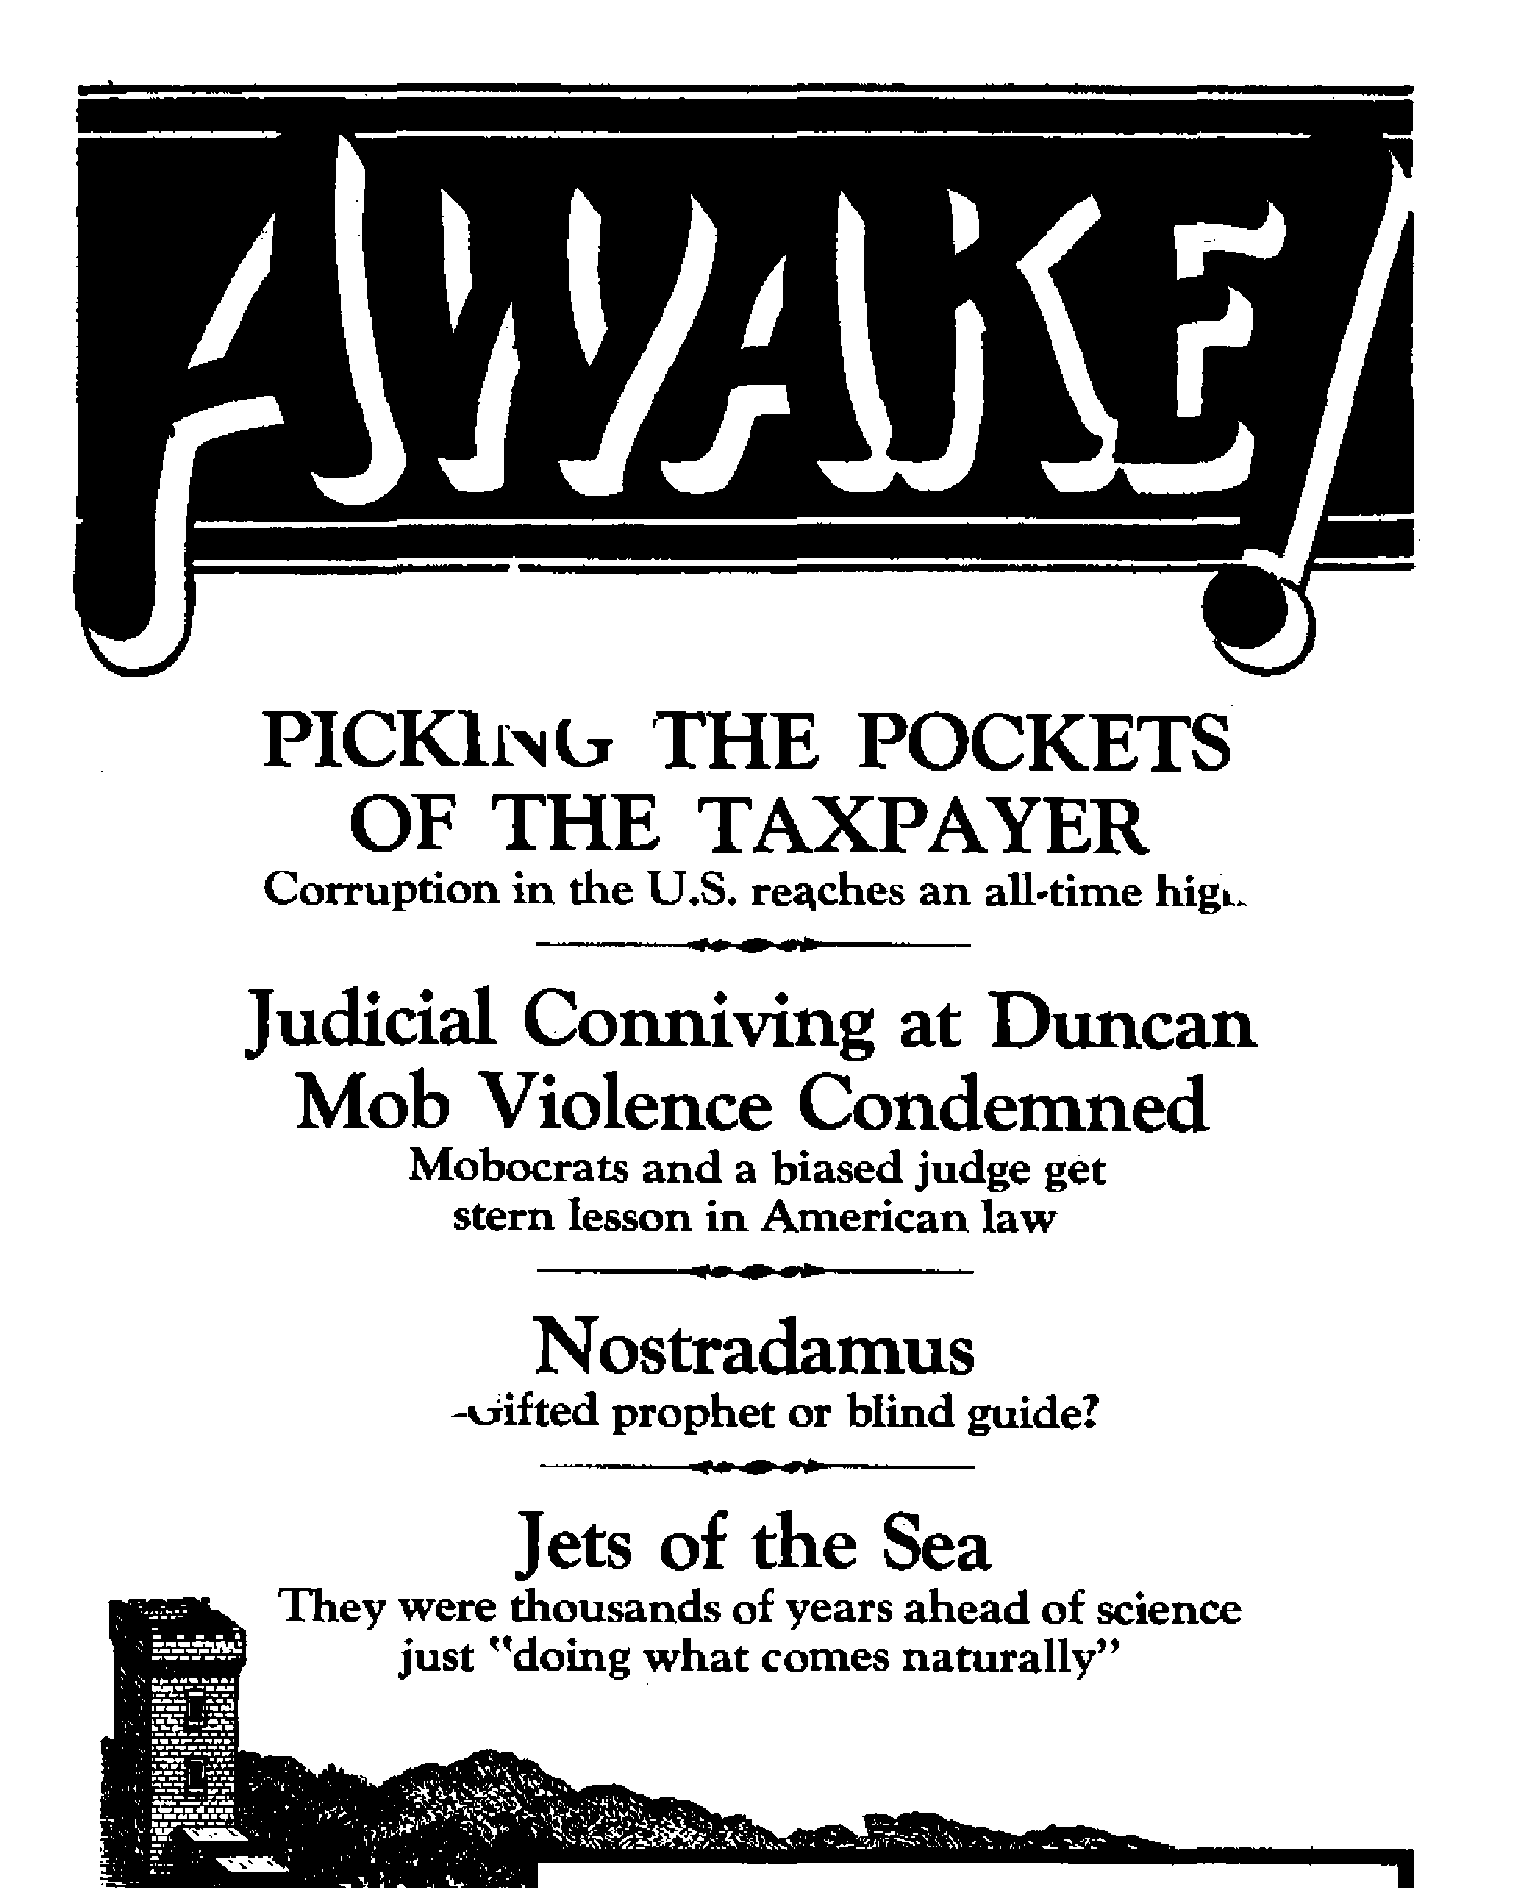 AWAKE!
PICKING THE POCKETS
OF THE TAXPAYER
Corruption in the U.S. reaches an all-time high
Judicial Conniving at Duncan
Mob Violence Condemned
Mobocrats and a biased judge get
stern lesson in American law
Nostradamus
-Gifted prophet or blind guide?
Jets of the Sea
They were thousands of years ahead of science
just "doing what comes naturally"